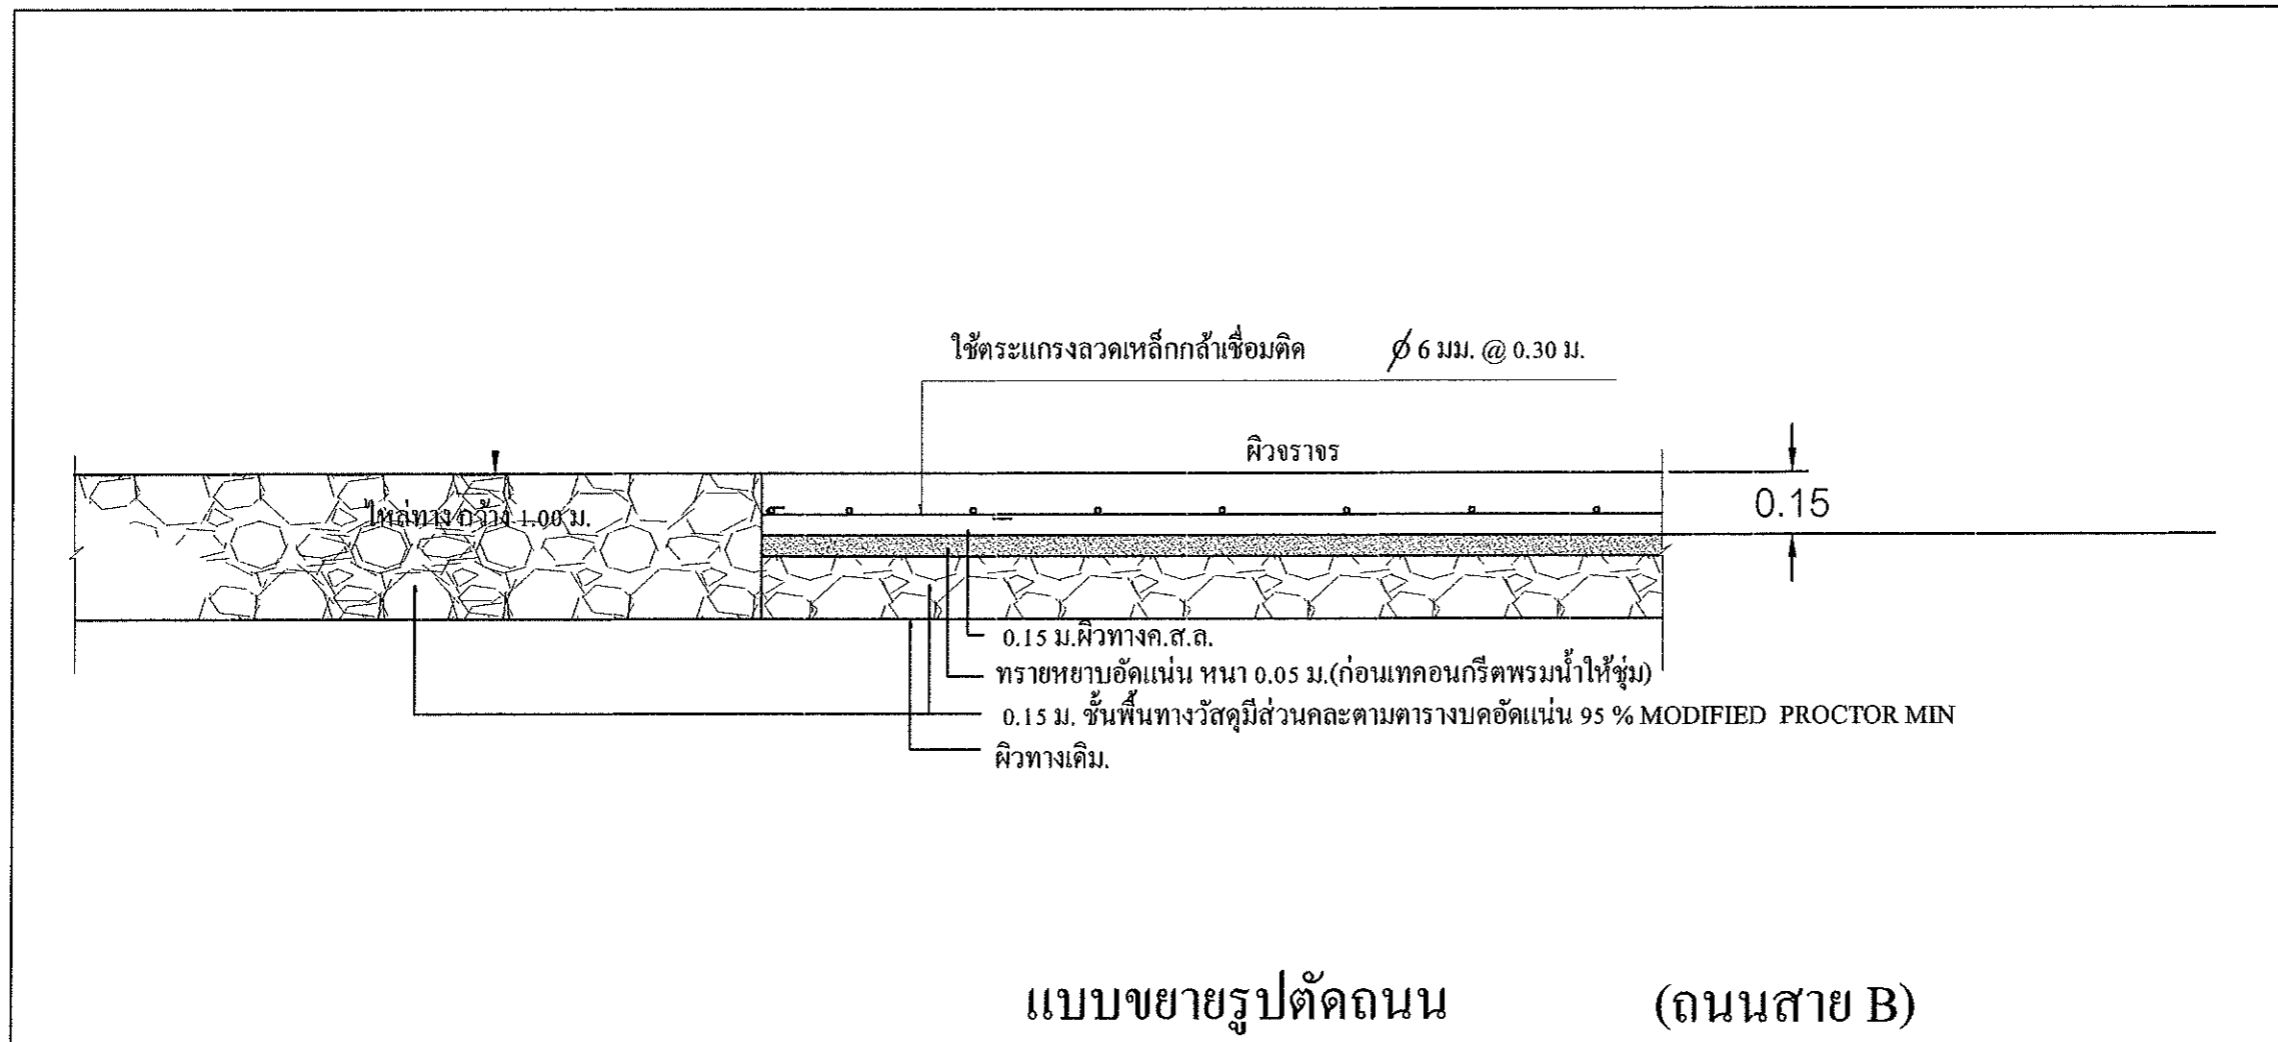 ใช้ตระแกรงลวดเหล็กกล้าเชื่อมติด ∅ 6 มม. @ 0.30 ม.
ผิวจราจร
0.15
ไหล่ทาง กว้าง 1.00 ม.
0.15 ม.ผิวทางค.ส.ล.
ทรายหยาบอัดแน่น หนา 0.05 ม.(ก่อนเทคอนกรีตพรมน้ำให้ชุ่ม)
0.15 ม. ชั้นพื้นทางวัสดุมีส่วนคละตามตารางบดอัดแน่น 95 % MODIFIED PROCTOR MIN
ผิวทางเดิม.
แบบขยายรูปตัดถนน (ถนนสาย B)